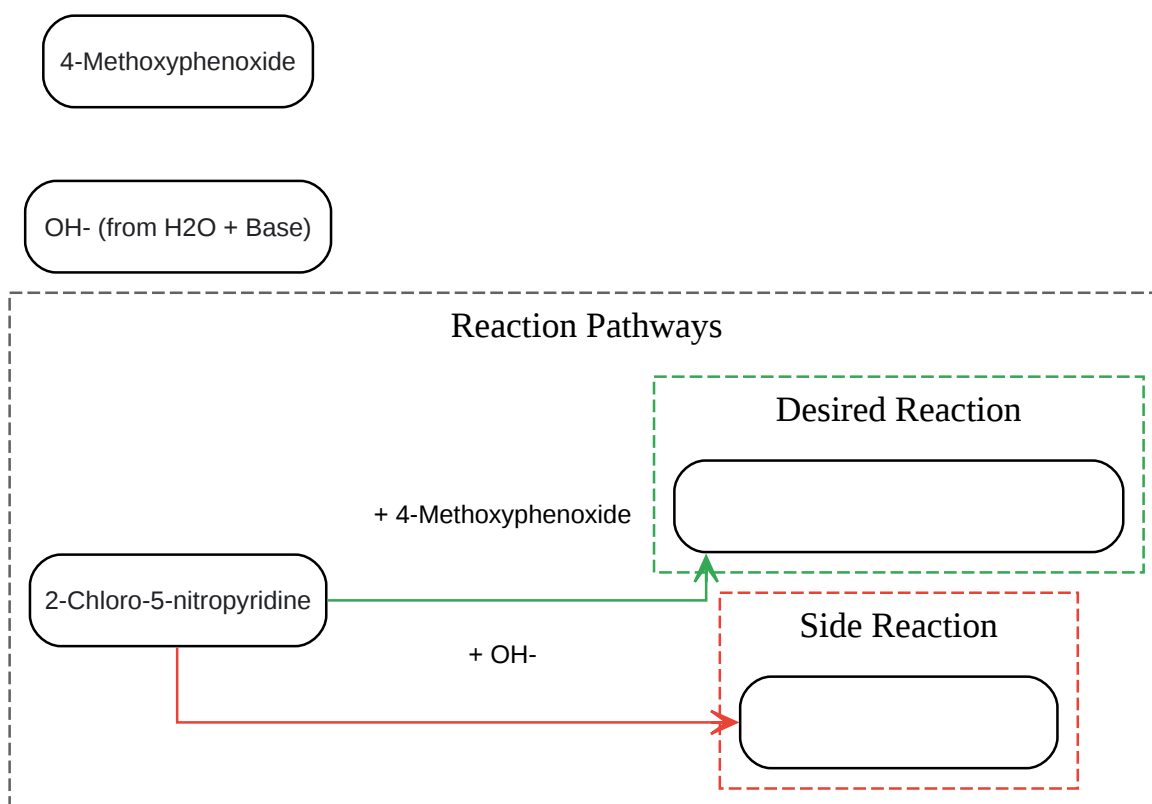 4-Methoxyphenoxide
OH- (from H2O + Base)
Reaction Pathways
Desired Reaction
+ 4-Methoxyphenoxide
2-Chloro-5-nitropyridine
Side Reaction
+ OH-